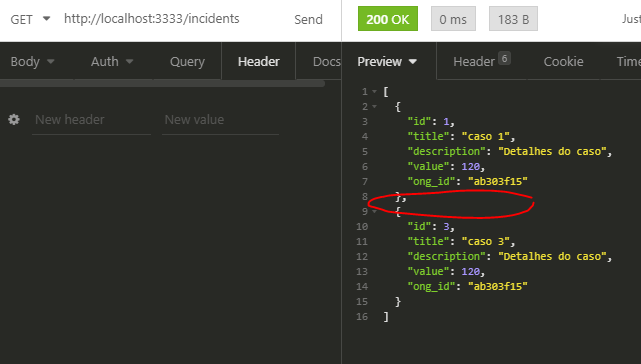 GET http://localhost:3333/incidents Send 200 OK 0 ms 183 B Just
Body Auth Query Header Docs Preview Header 6 Cookie Time
New header New value
1 [
2 {
3 "id": 1,
4 "title": "caso 1",
5 "description": "Detalhes do caso",
6 "value": 120,
7 "ong_id": "ab303f15"
8 },
9 {
10 "id": 3,
11 "title": "caso 3",
12 "description": "Detalhes do caso",
13 "value": 120,
14 "ong_id": "ab303f15"
15 }
16 ]